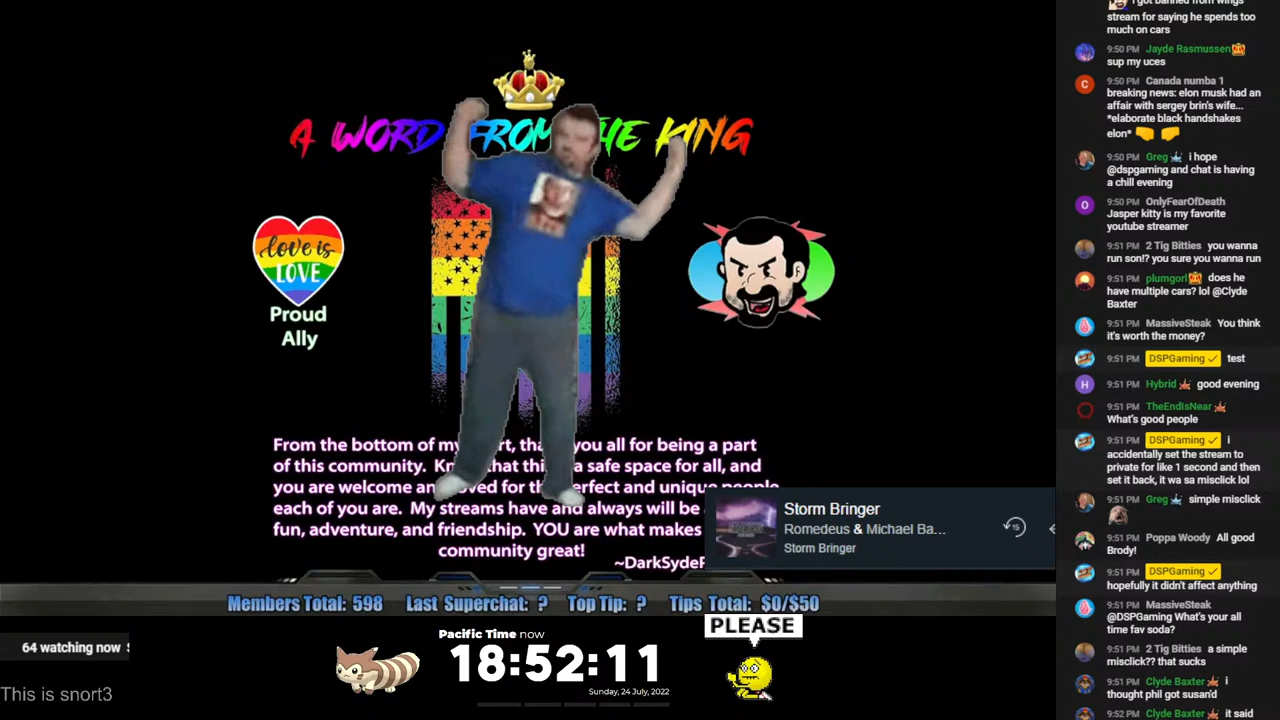 A WORD FROM THE KING
love is
LOVE
Proud
Ally
From the bottom of my you all for being a part
of this community. that safe space for all, and
you are welcome and for the and unique people
each of you are. My streams have and always will be
fun, adventure, and friendship. YOU are what makes
community great!
Storm Bringer
Romedeus & Michael Ba...
Storm Bringer
15
Members Total: 598 Last Superchat: ? Top Tip: ? Tips Total: $0/$50
PLEASE
64 watching now
Pacific Time now
18:52:11
Sunday, 24 July, 2022
This is snort3
I got banned from wings
stream for saying he spends too
much on cars
9:50 PM Jayde Rasmussen
sup my uces
9:50 PM Canada numba 1
breaking news: elon musk had an
affair with sergey brin's wife...
*elaborate black handshakes
elon*
9:50 PM Greg i hope
@dspgaming and chat is having
a chill evening
9:50 PM OnlyFearOfDeath
Jasper kitty is my favorite
youtube streamer
9:51 PM 2 Tig Bitties you wanna
run son!? you sure you wanna run
9:51 PM plumgorl does he
have multiple cars? lol @Clyde
Baxter
9:51 PM MassiveSteak You think
it's worth the money?
9:51 PM DSPGaming test
9:51 PM Hybrid good evening
9:51 PM TheEndIsNear
What's good people
9:51 PM DSPGaming i
accidentally set the stream to
private for like 1 second and then
set it back, it wa sa misclick lol
9:51 PM Greg simple misclick
9:51 PM Poppa Woody All good
Brody!
9:51 PM DSPGaming
hopefully it didn't affect anything
9:51 PM MassiveSteak
@DSPGaming What's your all
time fav soda?
9:51 PM 2 Tig Bitties a simple
misclick?? that sucks
9:51 PM Clyde Baxter i
thought phil got susan'd
9:52 PM Clyde Baxter it said